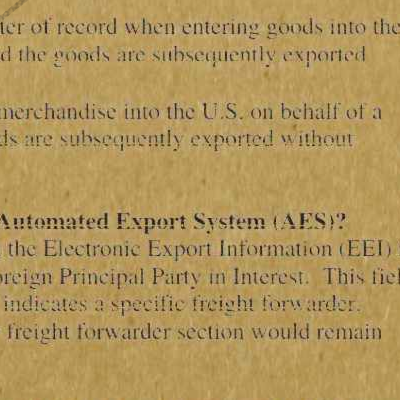 ter of record when entering goods into the
d the goods are subsequently exported
merchandise into the U.S. on behalf of a
ds are subsequently exported without
Automated Export System (AES)?
the Electronic Export Information (EEI)
oreign Principal Party in Interest. This fiel
indicates a specific freight forwarder.
freight forwarder section would remain